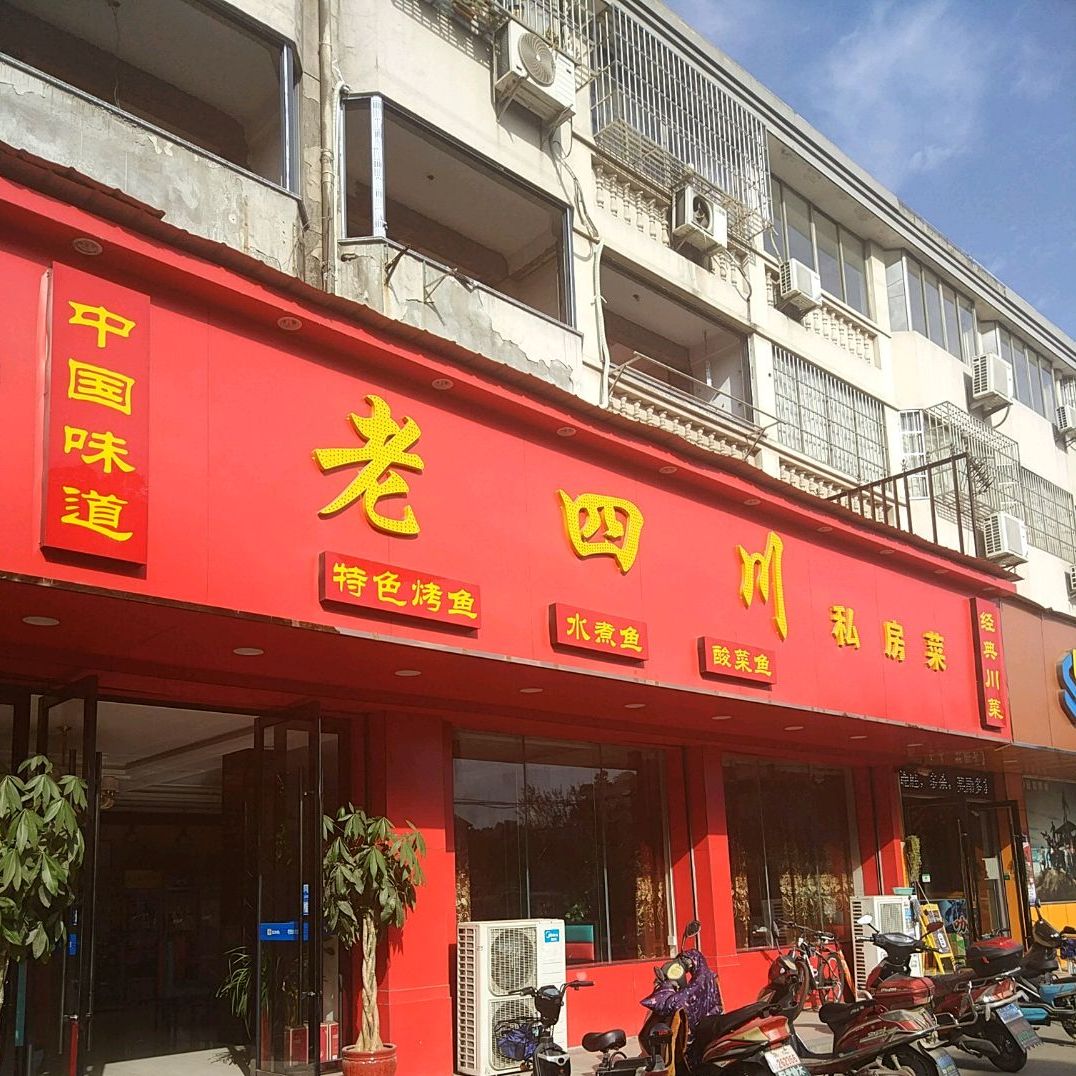 中国味道
老四川
私房菜
特色烤鱼
水煮鱼
酸菜鱼
经典川菜
Midea